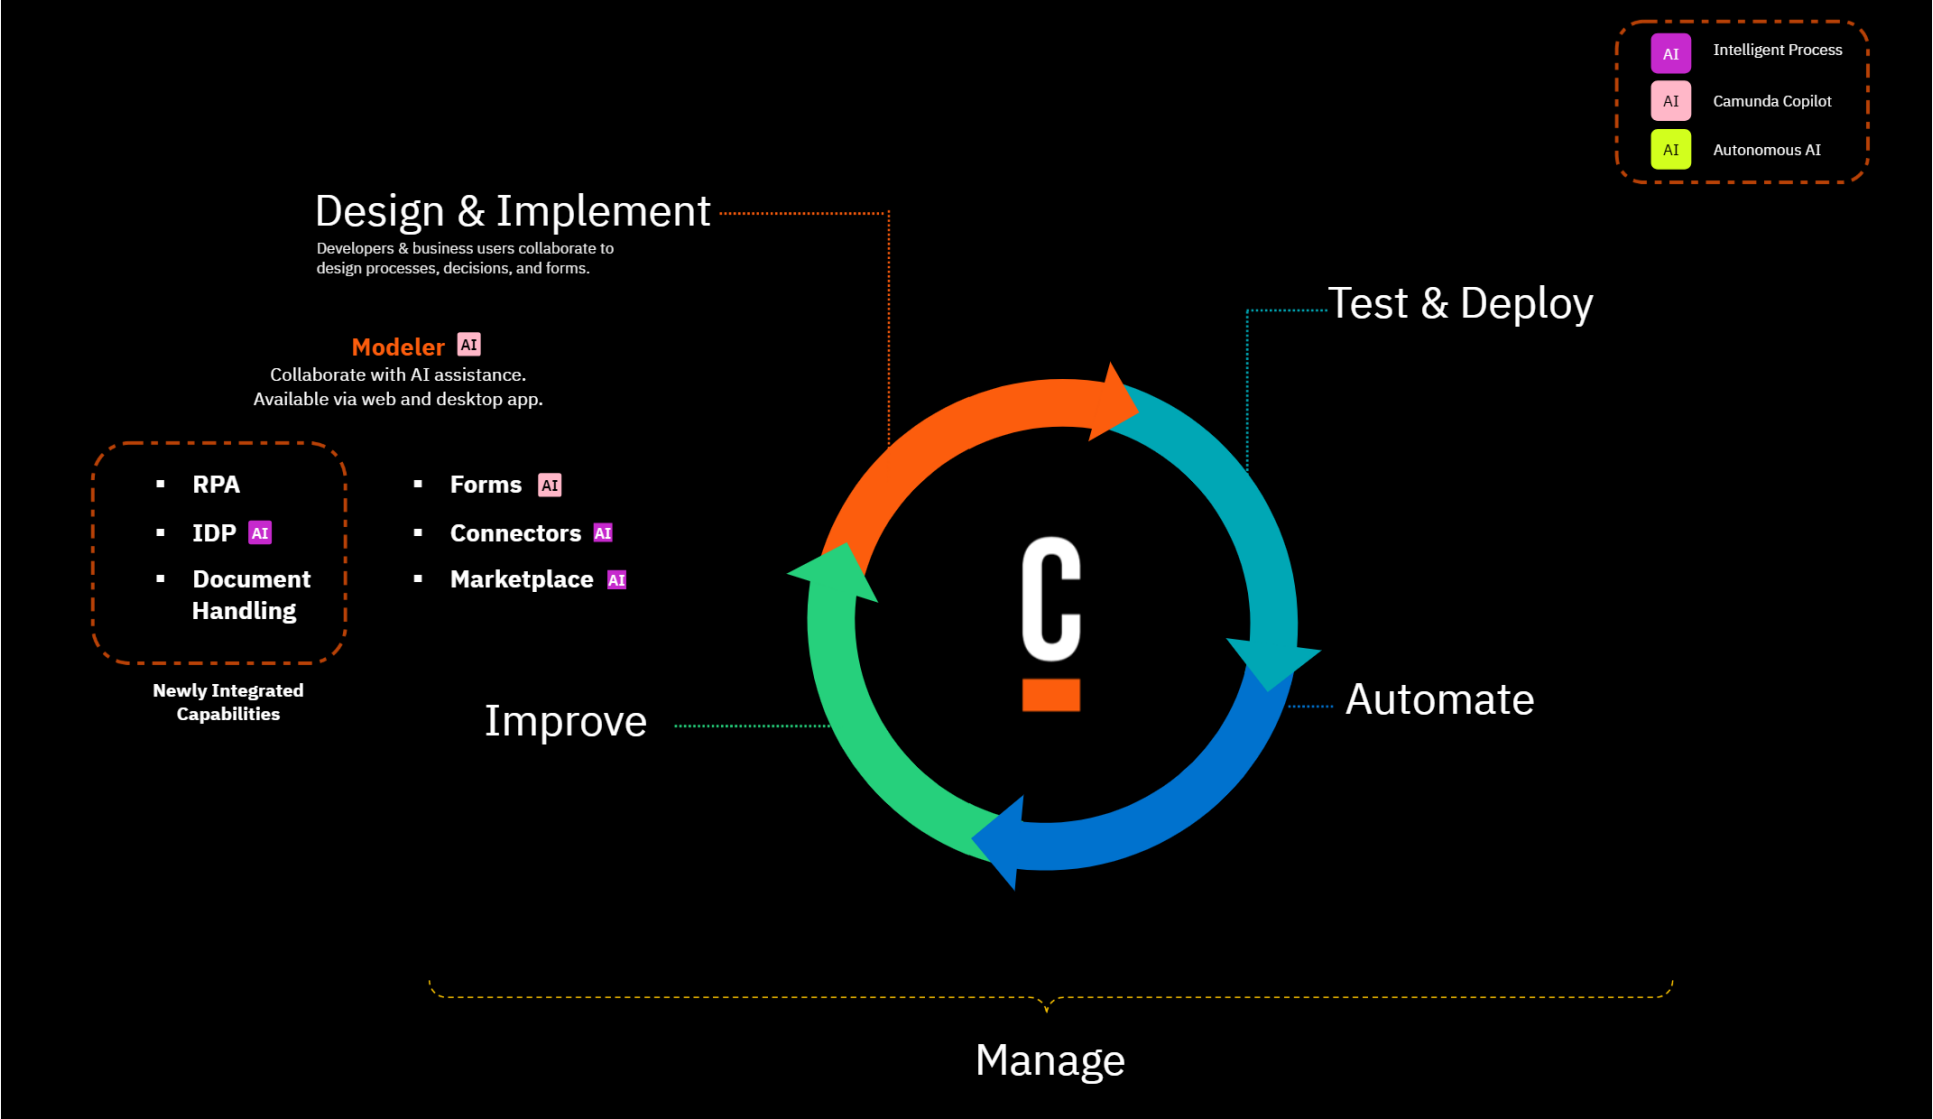 AI Intelligent Process
AI Camunda Copilot
AI Autonomous AI
Design & Implement
Developers & business users collaborate to
design processes, decisions, and forms.
Test & Deploy
Modeler AI
Collaborate with AI assistance.
Available via web and desktop app.
▪ RPA
▪ IDP AI
▪ Document
Handling
Newly Integrated
Capabilities
▪ Forms AI
▪ Connectors AI
▪ Marketplace AI
C
Improve
Automate
Manage